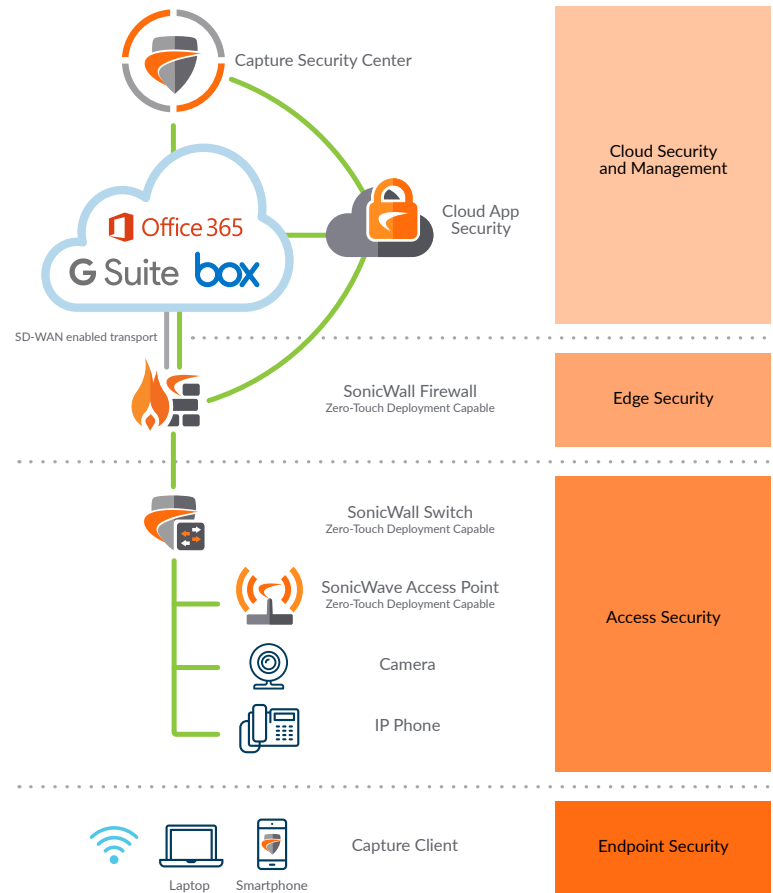 Capture Security Center
Cloud Security
and Management
Office 365
G Suite box
Cloud App
Security
SD-WAN enabled transport
SonicWall Firewall
Zero-Touch Deployment Capable
Edge Security
SonicWall Switch
Zero-Touch Deployment Capable
SonicWave Access Point
Zero-Touch Deployment Capable
Access Security
Camera
IP Phone
Capture Client
Endpoint Security
Laptop
Smartphone